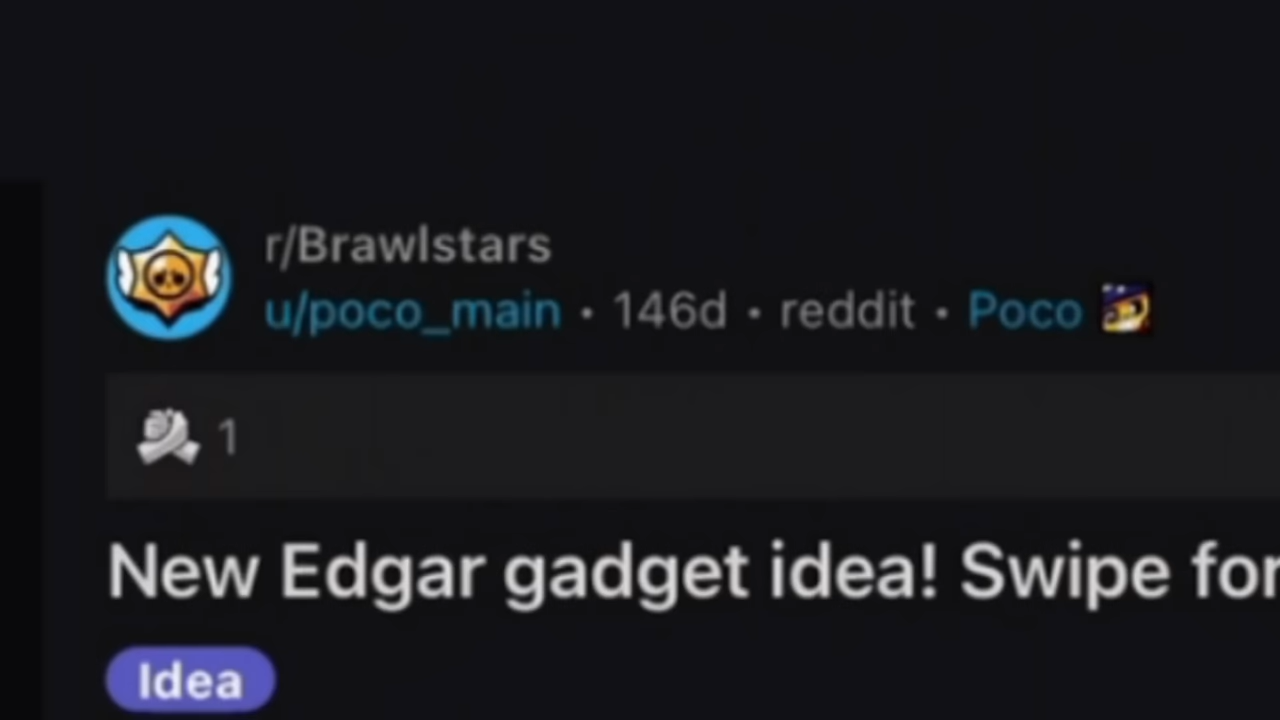 r/Brawlstars
u/poco_main • 146d • reddit • Poco
1
New Edgar gadget idea! Swipe for
Idea